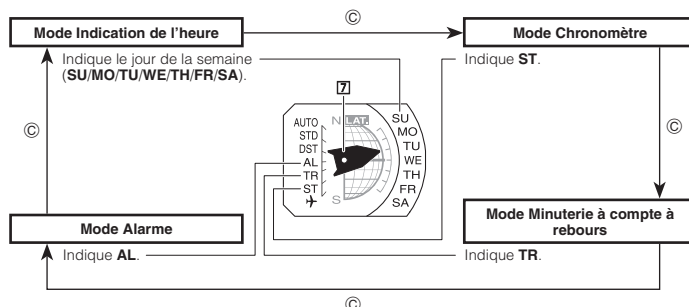 Ⓒ
Mode Indication de l'heure
Mode Chronomètre
Indique le jour de la semaine
(SU/MO/TU/WE/TH/FR/SA).
Indique ST.
7
Ⓒ
Ⓒ
AUTO
STD
DST
AL
TR
ST
N
LAT.
S
SU
MO
TU
WE
TH
FR
SA
Mode Alarme
Mode Minuterie à compte à
rebours
Indique AL.
Indique TR.
Ⓒ